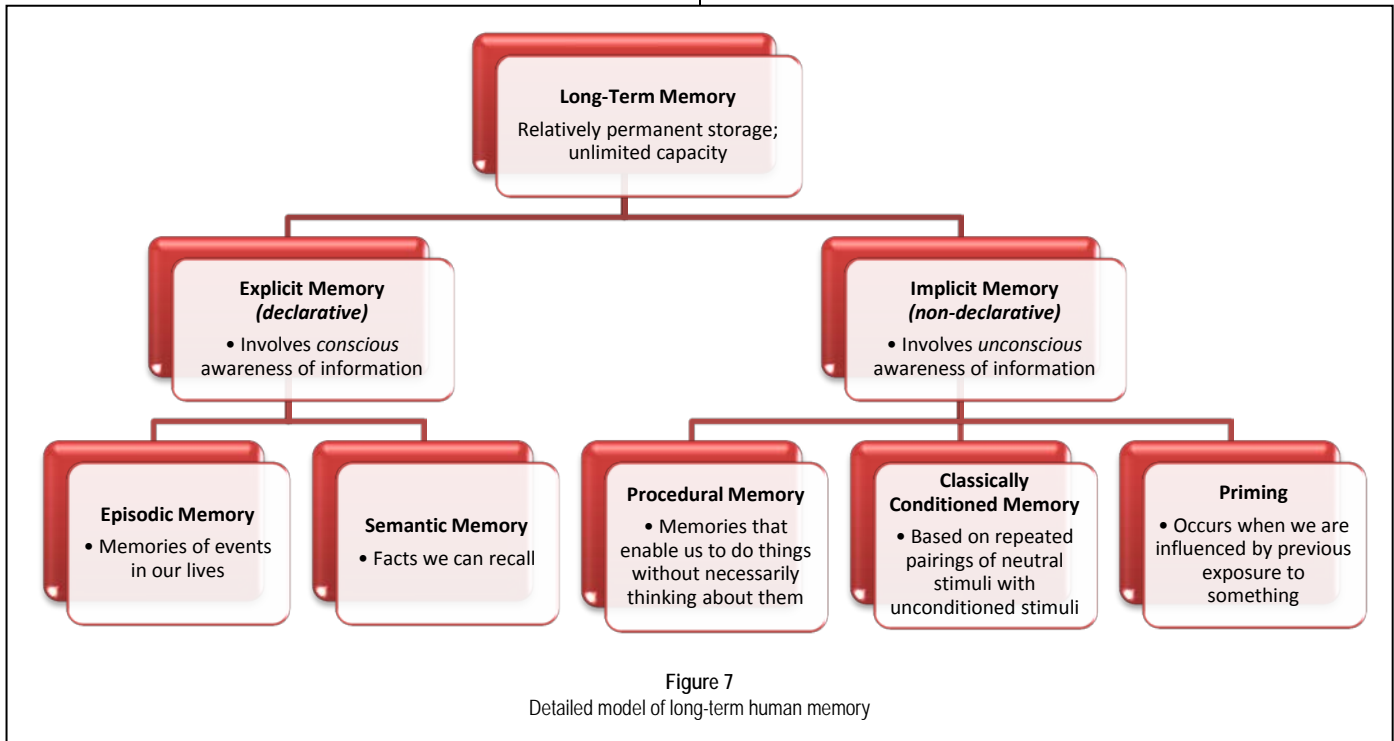 Long-Term Memory
Relatively permanent storage;
unlimited capacity
Explicit Memory
(declarative)
• Involves conscious
awareness of information
Implicit Memory
(non-declarative)
• Involves unconscious
awareness of information
Episodic Memory
• Memories of events
in our lives
Semantic Memory
• Facts we can recall
Procedural Memory
• Memories that
enable us to do things
without necessarily
thinking about them
Classically
Conditioned Memory
• Based on repeated
pairings of neutral
stimuli with
unconditioned stimuli
Priming
• Occurs when we are
influenced by previous
exposure to
something
Figure 7
Detailed model of long-term human memory